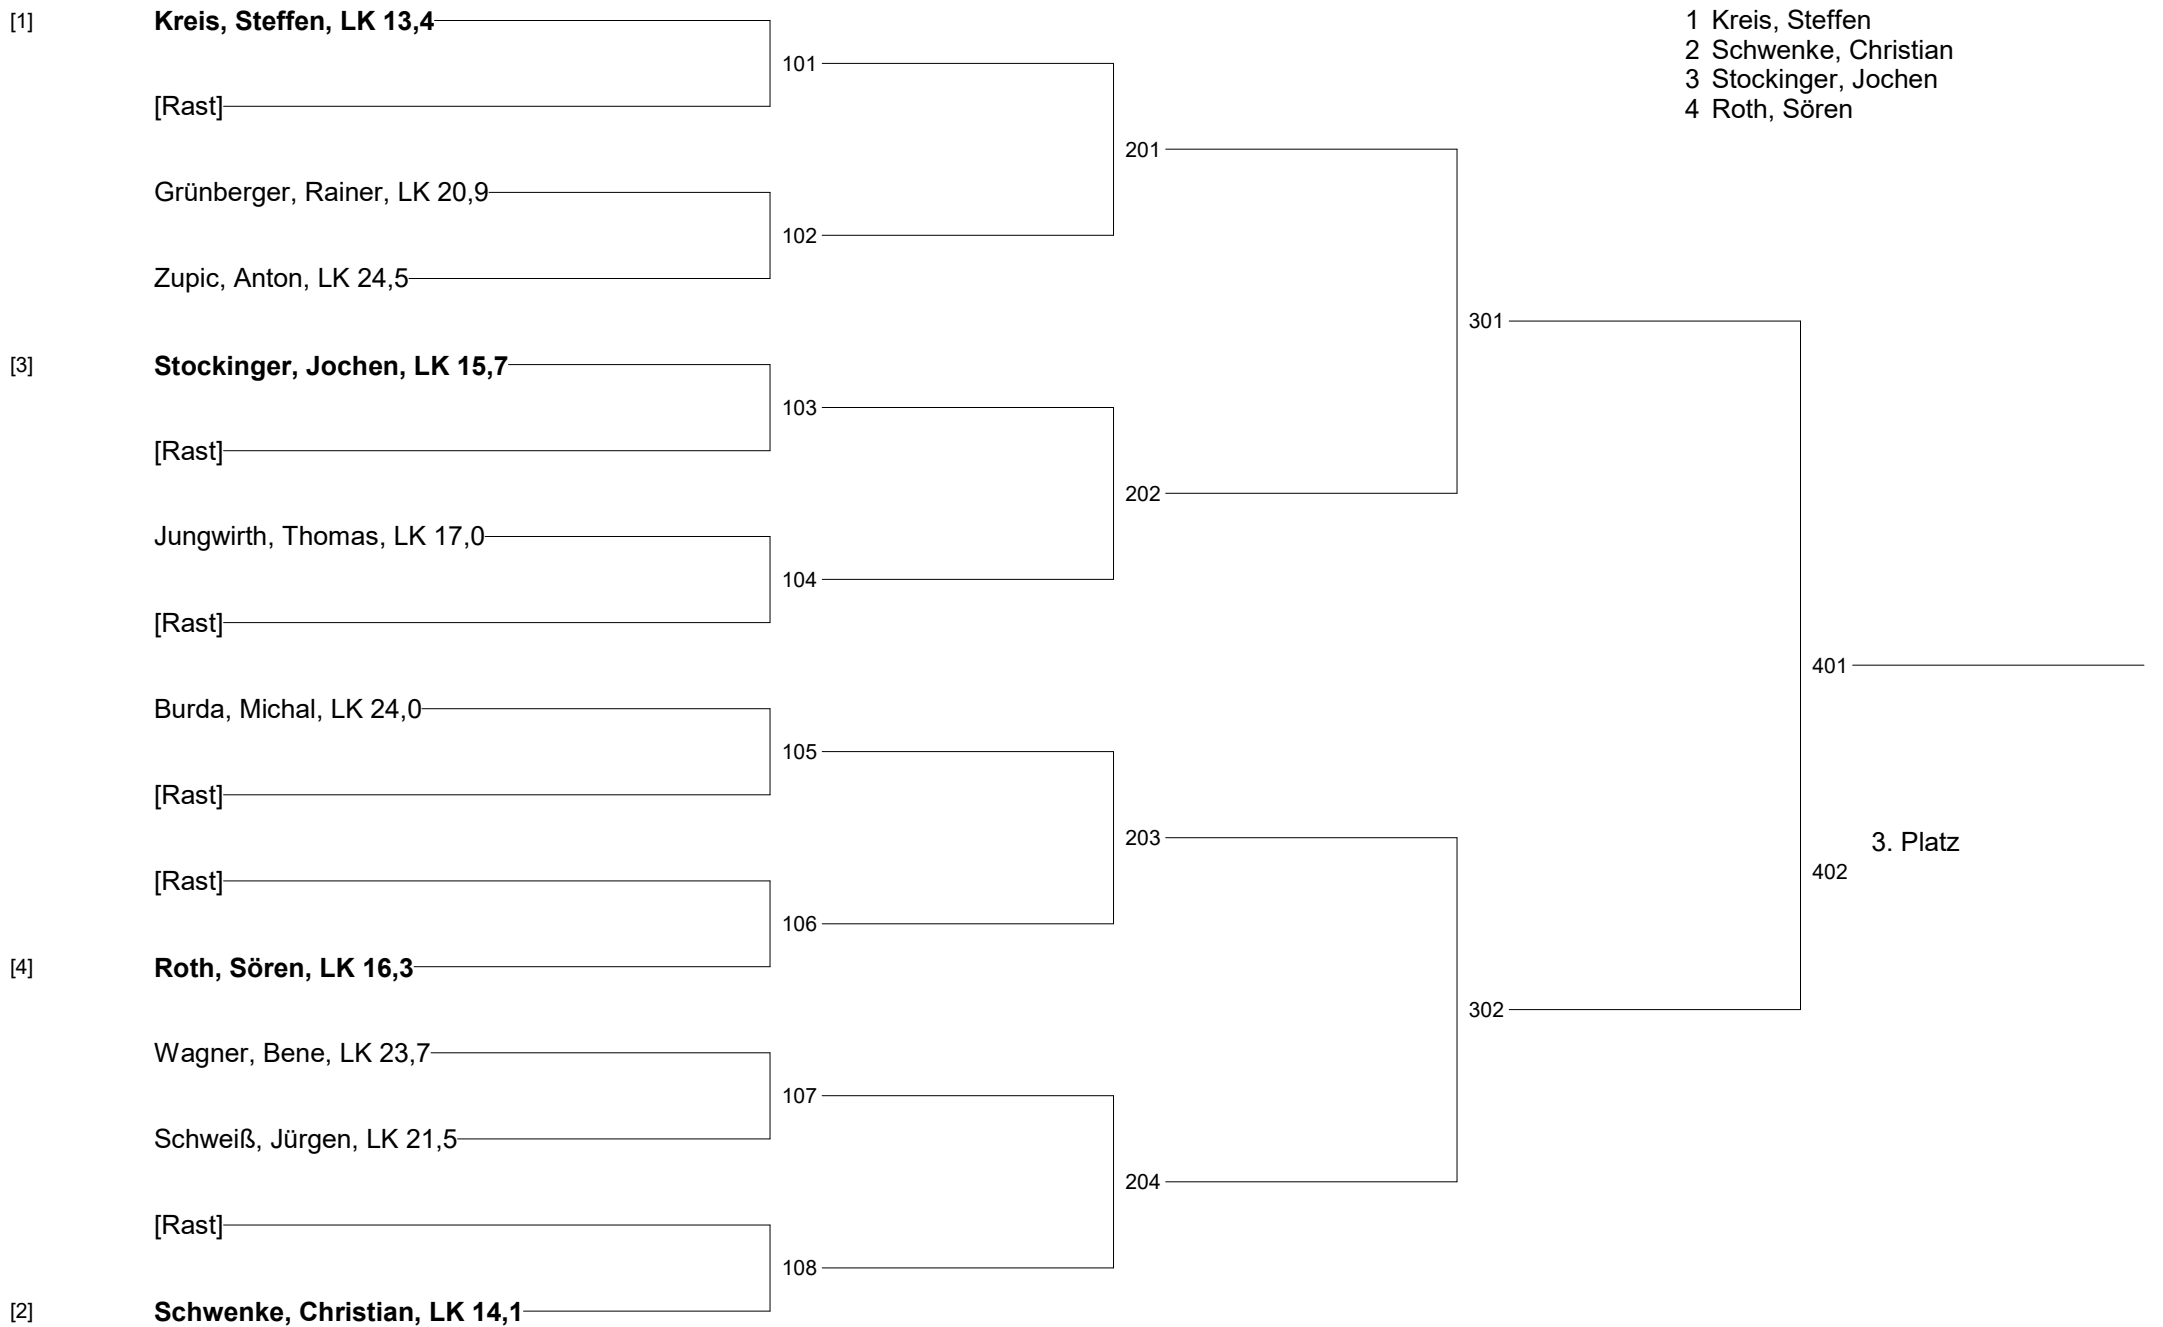 [1] Kreis, Steffen, LK 13,4
[Rast]
Grünberger, Rainer, LK 20,9
Zupic, Anton, LK 24,5
[3] Stockinger, Jochen, LK 15,7
[Rast]
Jungwirth, Thomas, LK 17,0
[Rast]
Burda, Michal, LK 24,0
[Rast]
[Rast]
[4] Roth, Sören, LK 16,3
Wagner, Bene, LK 23,7
Schweiß, Jürgen, LK 21,5
[Rast]
[2] Schwenke, Christian, LK 14,1
101
102
103
104
105
106
107
108
201
202
203
204
301
302
401
3. Platz
402
1 Kreis, Steffen
2 Schwenke, Christian
3 Stockinger, Jochen
4 Roth, Sören